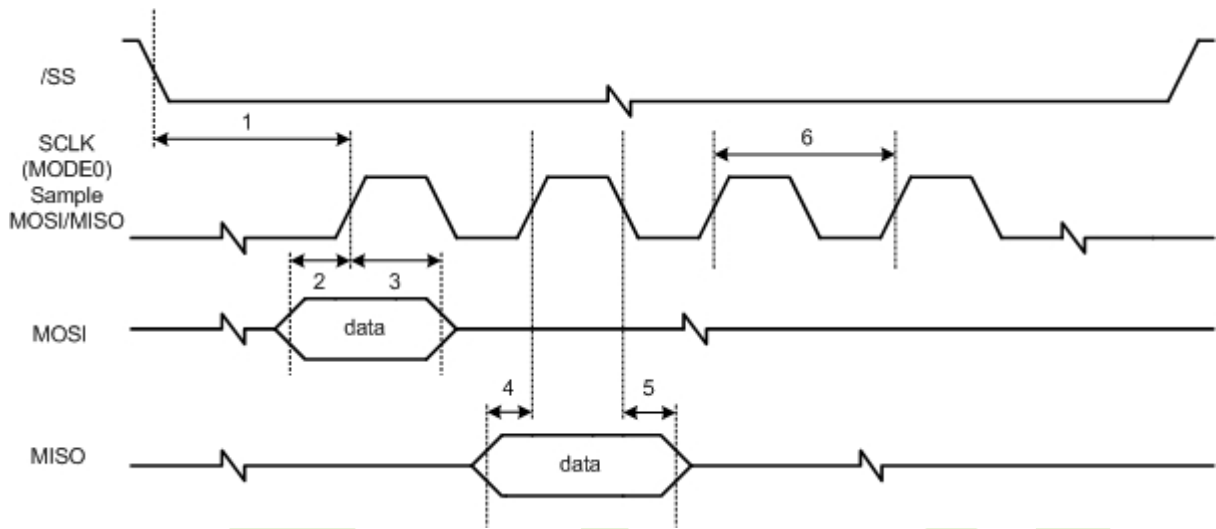 /SS
1
SCLK
(MODE0)
Sample
MOSI/MISO
6
2
3
MOSI
data
4
5
MISO
data